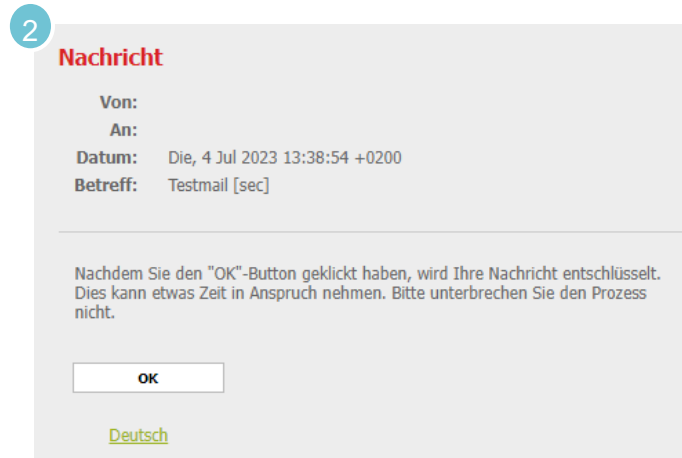 2
Nachricht
Von:
An:
Datum: Die, 4 Jul 2023 13:38:54 +0200
Betreff: Testmail [sec]
Nachdem Sie den "OK"-Button geklickt haben, wird Ihre Nachricht entschlüsselt.
Dies kann etwas Zeit in Anspruch nehmen. Bitte unterbrechen Sie den Prozess
nicht.
OK
Deutsch